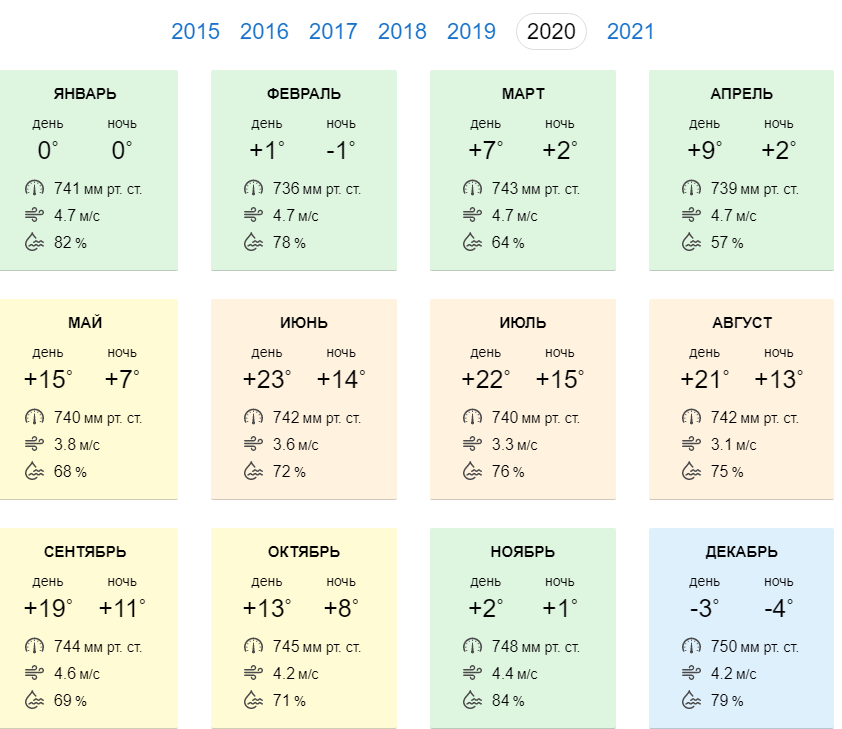 2015 2016 2017 2018 2019 2020 2021
ЯНВАРЬ
день ночь
0° 0°
741 мм рт. ст.
4.7 м/с
82 %
ФЕВРАЛЬ
день ночь
+1° -1°
736 мм рт. ст.
4.7 м/с
78 %
МАРТ
день ночь
+7° +2°
743 мм рт. ст.
4.7 м/с
64 %
АПРЕЛЬ
день ночь
+9° +2°
739 мм рт. ст.
4.7 м/с
57 %
МАЙ
день ночь
+15° +7°
740 мм рт. ст.
3.8 м/с
68 %
ИЮНЬ
день ночь
+23° +14°
742 мм рт. ст.
3.6 м/с
72 %
ИЮЛЬ
день ночь
+22° +15°
740 мм рт. ст.
3.3 м/с
76 %
АВГУСТ
день ночь
+21° +13°
742 мм рт. ст.
3.1 м/с
75 %
СЕНТЯБРЬ
день ночь
+19° +11°
744 мм рт. ст.
4.6 м/с
69 %
ОКТЯБРЬ
день ночь
+13° +8°
745 мм рт. ст.
4.2 м/с
71 %
НОЯБРЬ
день ночь
+2° +1°
748 мм рт. ст.
4.4 м/с
84 %
ДЕКАБРЬ
день ночь
-3° -4°
750 мм рт. ст.
4.2 м/с
79 %